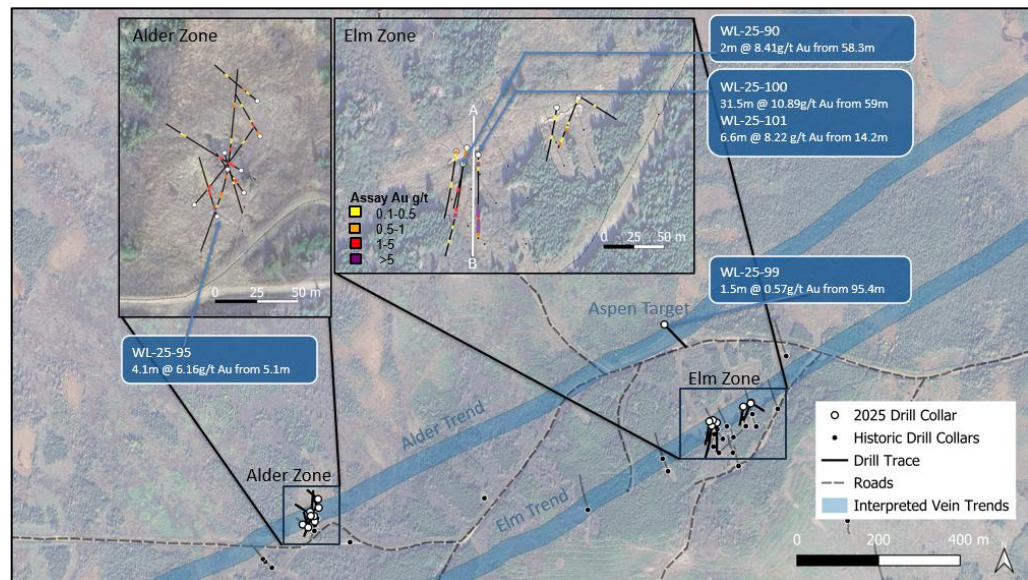 Alder Zone
0 25 50 m
Elm Zone
A
B
Assay Au g/t
0.1-0.5
0.5-1
1-5
>5
0 25 50 m
WL-25-90
2m @ 8.41g/t Au from 58.3m
WL-25-100
31.5m @ 10.89g/t Au from 59m
WL-25-101
6.6m @ 8.22 g/t Au from 14.2m
WL-25-99
1.5m @ 0.57g/t Au from 95.4m
Aspen Target
WL-25-95
4.1m @ 6.16g/t Au from 5.1m
Elm Zone
Alder Trend
Alder Zone
Elm Trend
2025 Drill Collar
Historic Drill Collars
Drill Trace
Roads
Interpreted Vein Trends
0 200 400 m
N